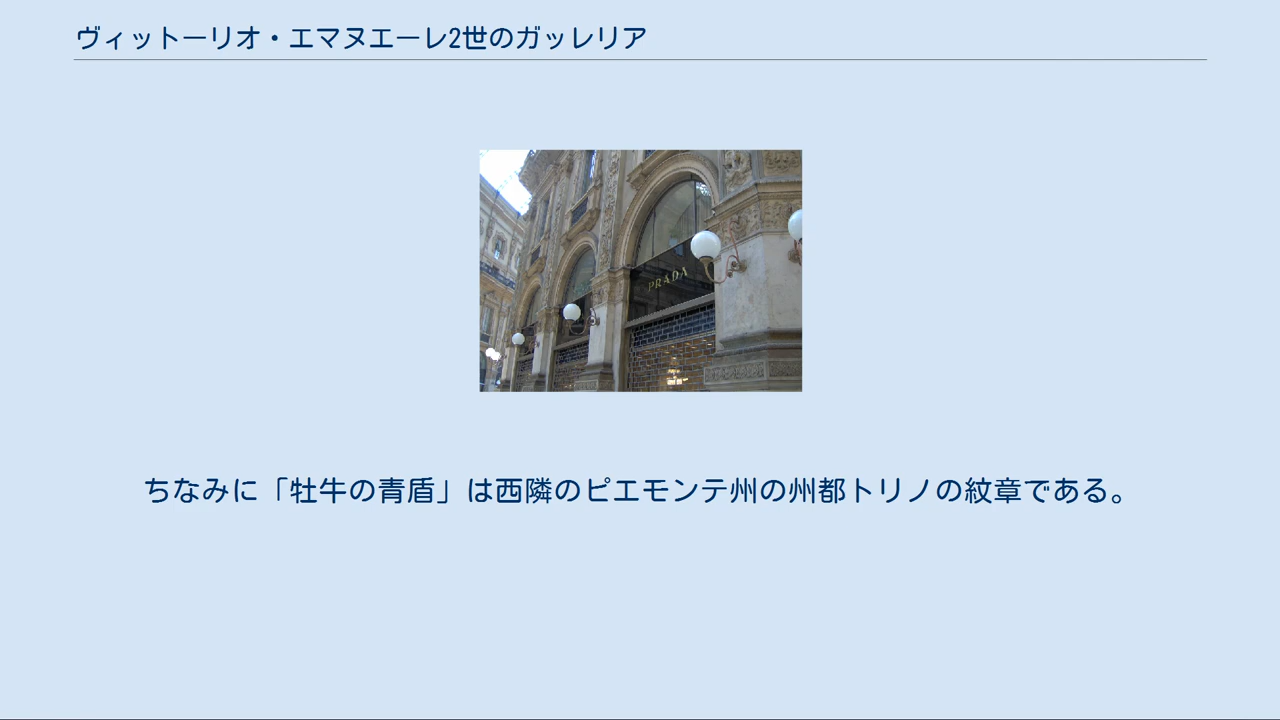 ヴィットーリオ・エマヌエーレ2世のガッレリア
PRADA
ちなみに「牡牛の青盾」は西隣のピエモンテ州の州都トリノの紋章である。